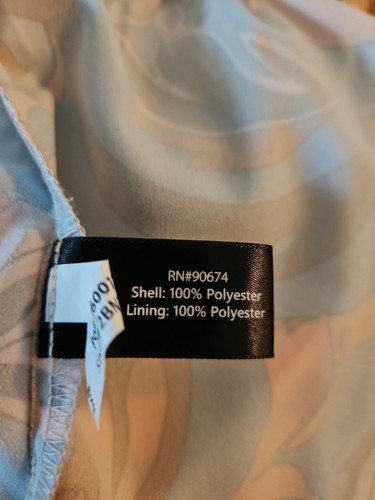 RN#90674
Shell: 100% Polyester
Lining: 100% Polyester